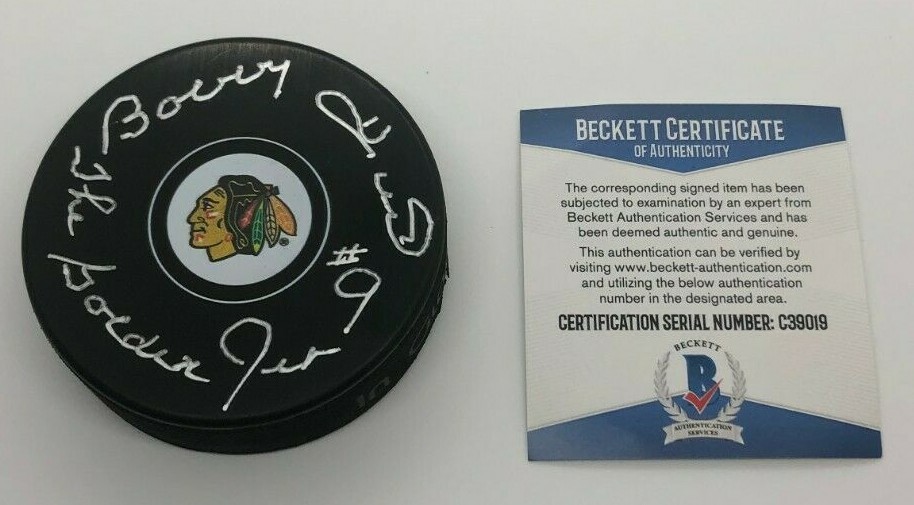 Bobby
#9
The
Golden Jet
BECKETT CERTIFICATE
OF AUTHENTICITY
The corresponding signed item has been
subjected to examination by an expert from
Beckett Authentication Services and has
been deemed authentic and genuine.
This authentication can be verified by
visiting www.beckett-authentication.com
and utilizing the below authentication
number in the designated area.
CERTIFICATION SERIAL NUMBER: C39019
BECKETT
B
AUTHENTICATION
SERVICES